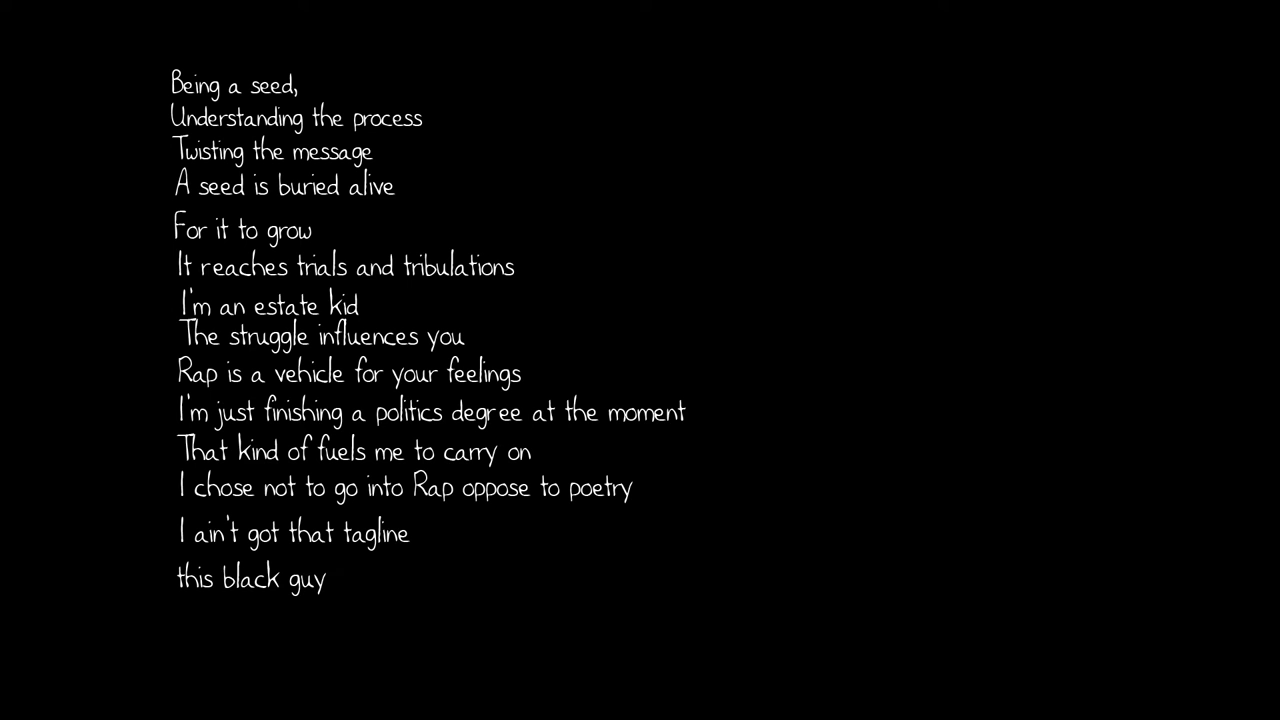 Being a seed,
Understanding the process
Twisting the message
A seed is buried alive
For it to grow
It reaches trials and tribulations
I'm an estate kid
The struggle influences you
Rap is a vehicle for your feelings
I'm just finishing a politics degree at the moment
That kind of fuels me to carry on
I chose not to go into Rap oppose to poetry
I ain't got that tagline
this black guy